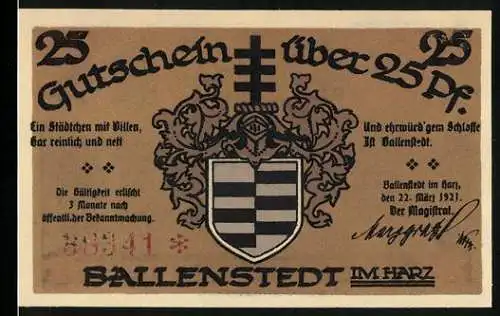 25
25
Gutschein über 25 Pf.
Ein Städtchen mit Villen,
Gar reinlich und nett
Und ehrwürd'gem Schlosse
Ist Ballenstedt.
Die Gültigkeit erlischt
3 Monate nach
öffentl.cher Bekanntmachung.
Ballenstedt im Harz,
den 22. März 1921.
Der Magistrat.
38341 *
BALLENSTEDT IM HARZ